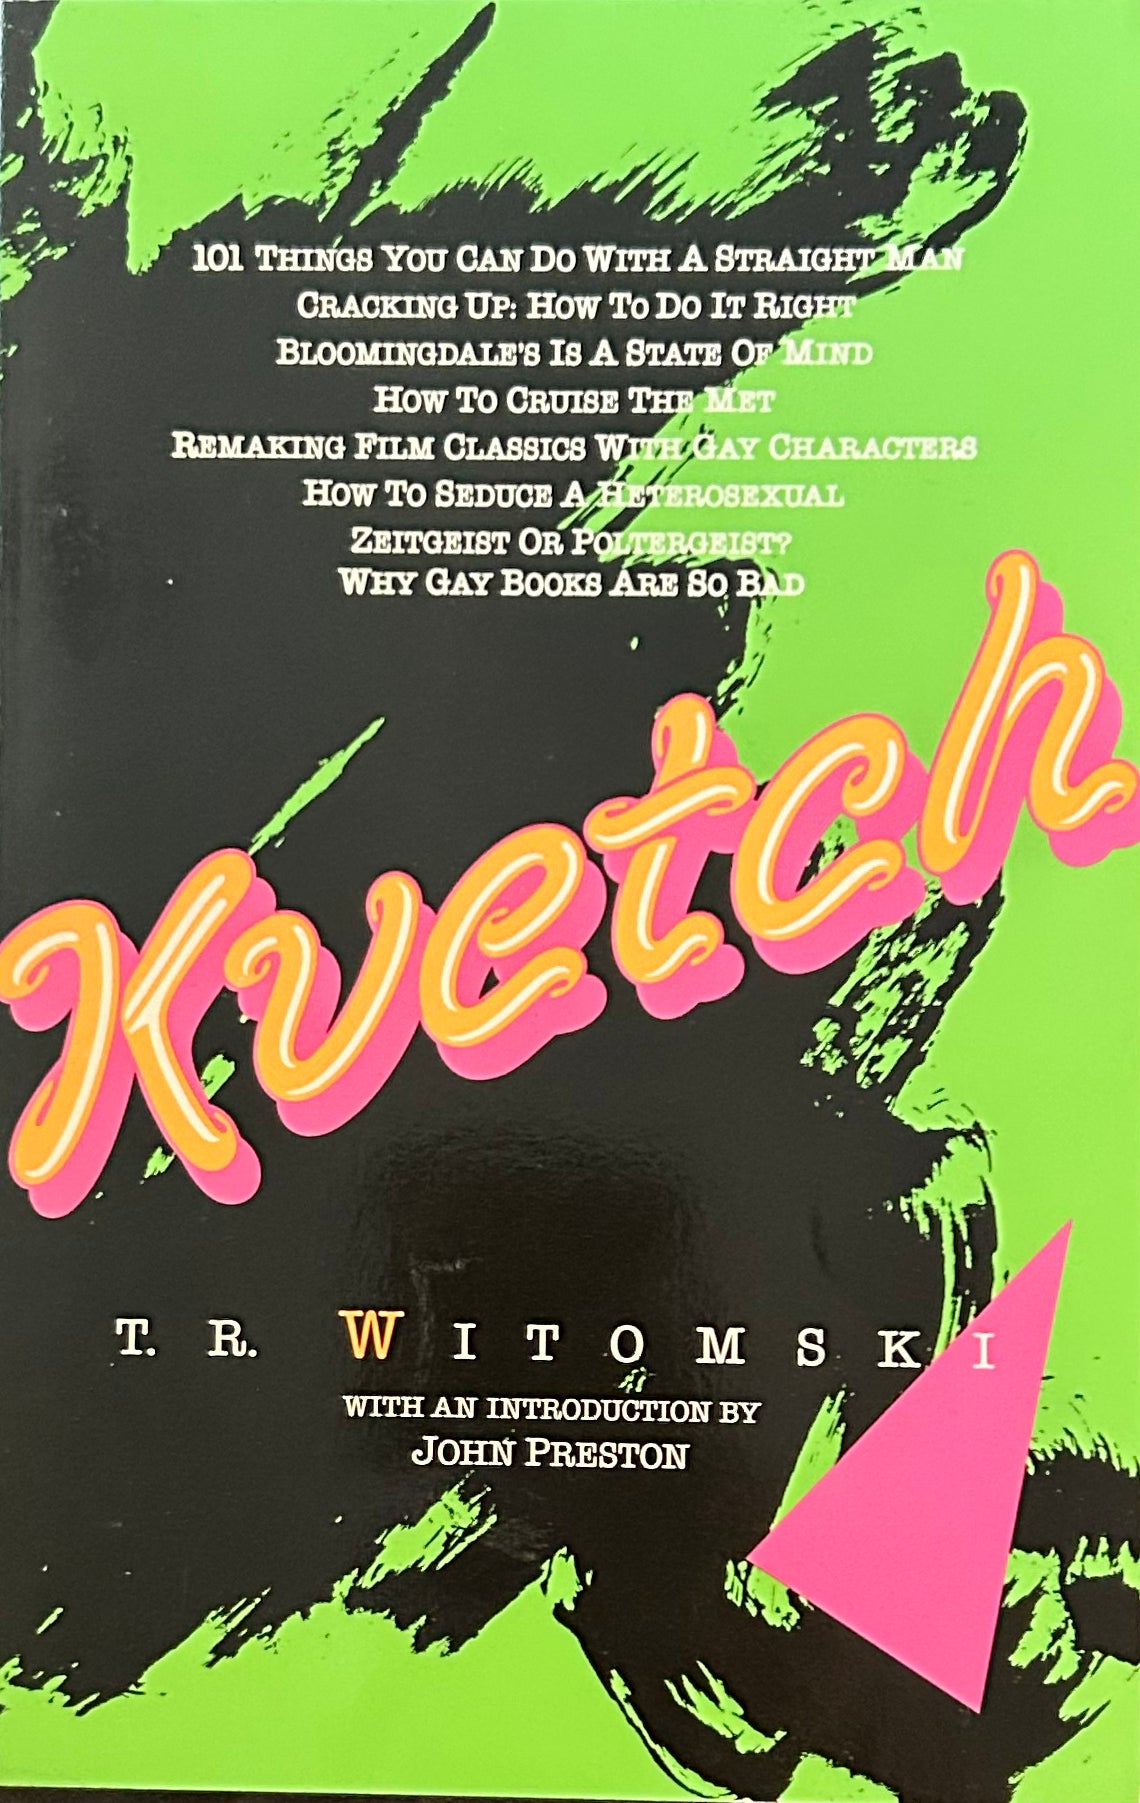 101 Things You Can Do With A Straight Man
Cracking Up: How To Do It Right
Bloomingdale's Is A State Of Mind
How To Cruise The Met
Remaking Film Classics With Gay Characters
How To Seduce A Heterosexual
Zeitgeist Or Poltergeist?
Why Gay Books Are So Bad
Kvetch
T. R. WITOMSKI
WITH AN INTRODUCTION BY
JOHN PRESTON